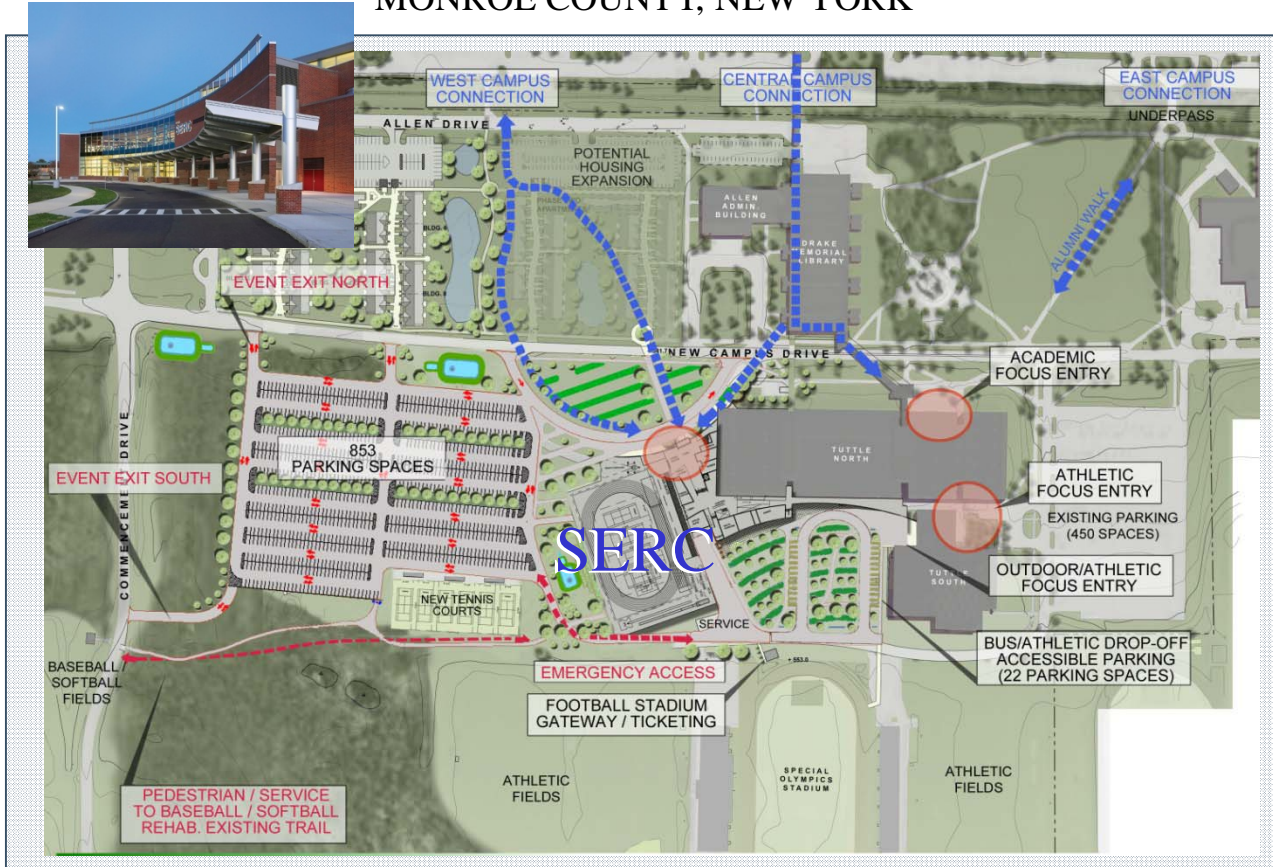 MONROE COUNTY, NEW YORK
SERC
WEST CAMPUS
CONNECTION
CENTRAL CAMPUS
CONNECTION
EAST CAMPUS
CONNECTION
UNDERPASS
ALLEN DRIVE
POTENTIAL
HOUSING
EXPANSION
ALLEN
ADMIN.
BUILDING
DRAKE
MEMORIAL
LIBRARY
ALUMNI WALK
BLDG. 8
EVENT EXIT NORTH
NEW CAMPUS DRIVE
ACADEMIC
FOCUS ENTRY
COMMENCEMENT DRIVE
853
PARKING SPACES
TUTTLE
NORTH
EVENT EXIT SOUTH
ATHLETIC
FOCUS ENTRY
EXISTING PARKING
(450 SPACES)
SERC
OUTDOOR/ATHLETIC
FOCUS ENTRY
TUTTLE
SOUTH
NEW TENNIS
COURTS
SERVICE
BUS/ATHLETIC DROP-OFF
ACCESSIBLE PARKING
(22 PARKING SPACES)
BASEBALL /
SOFTBALL
FIELDS
EMERGENCY ACCESS
+ 553.0
FOOTBALL STADIUM
GATEWAY / TICKETING
PEDESTRIAN / SERVICE
TO BASEBALL / SOFTBALL
REHAB. EXISTING TRAIL
ATHLETIC
FIELDS
SPECIAL
OLYMPICS
STADIUM
ATHLETIC
FIELDS